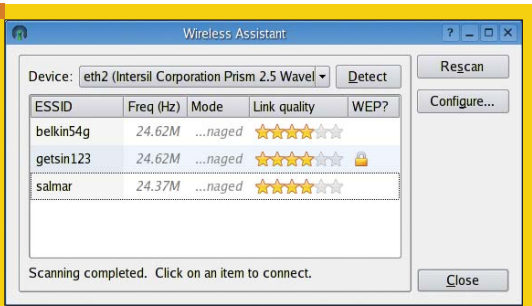 Wireless Assistant
Device: eth2 (Intersil Corporation Prism 2.5 Wavel Detect
Rescan
Configure...
ESSID Freq (Hz) Mode Link quality WEP?
belkin54g 24.62M ...naged
getsin123 24.62M ...naged
salmar 24.37M ...naged
Scanning completed. Click on an item to connect.
Close